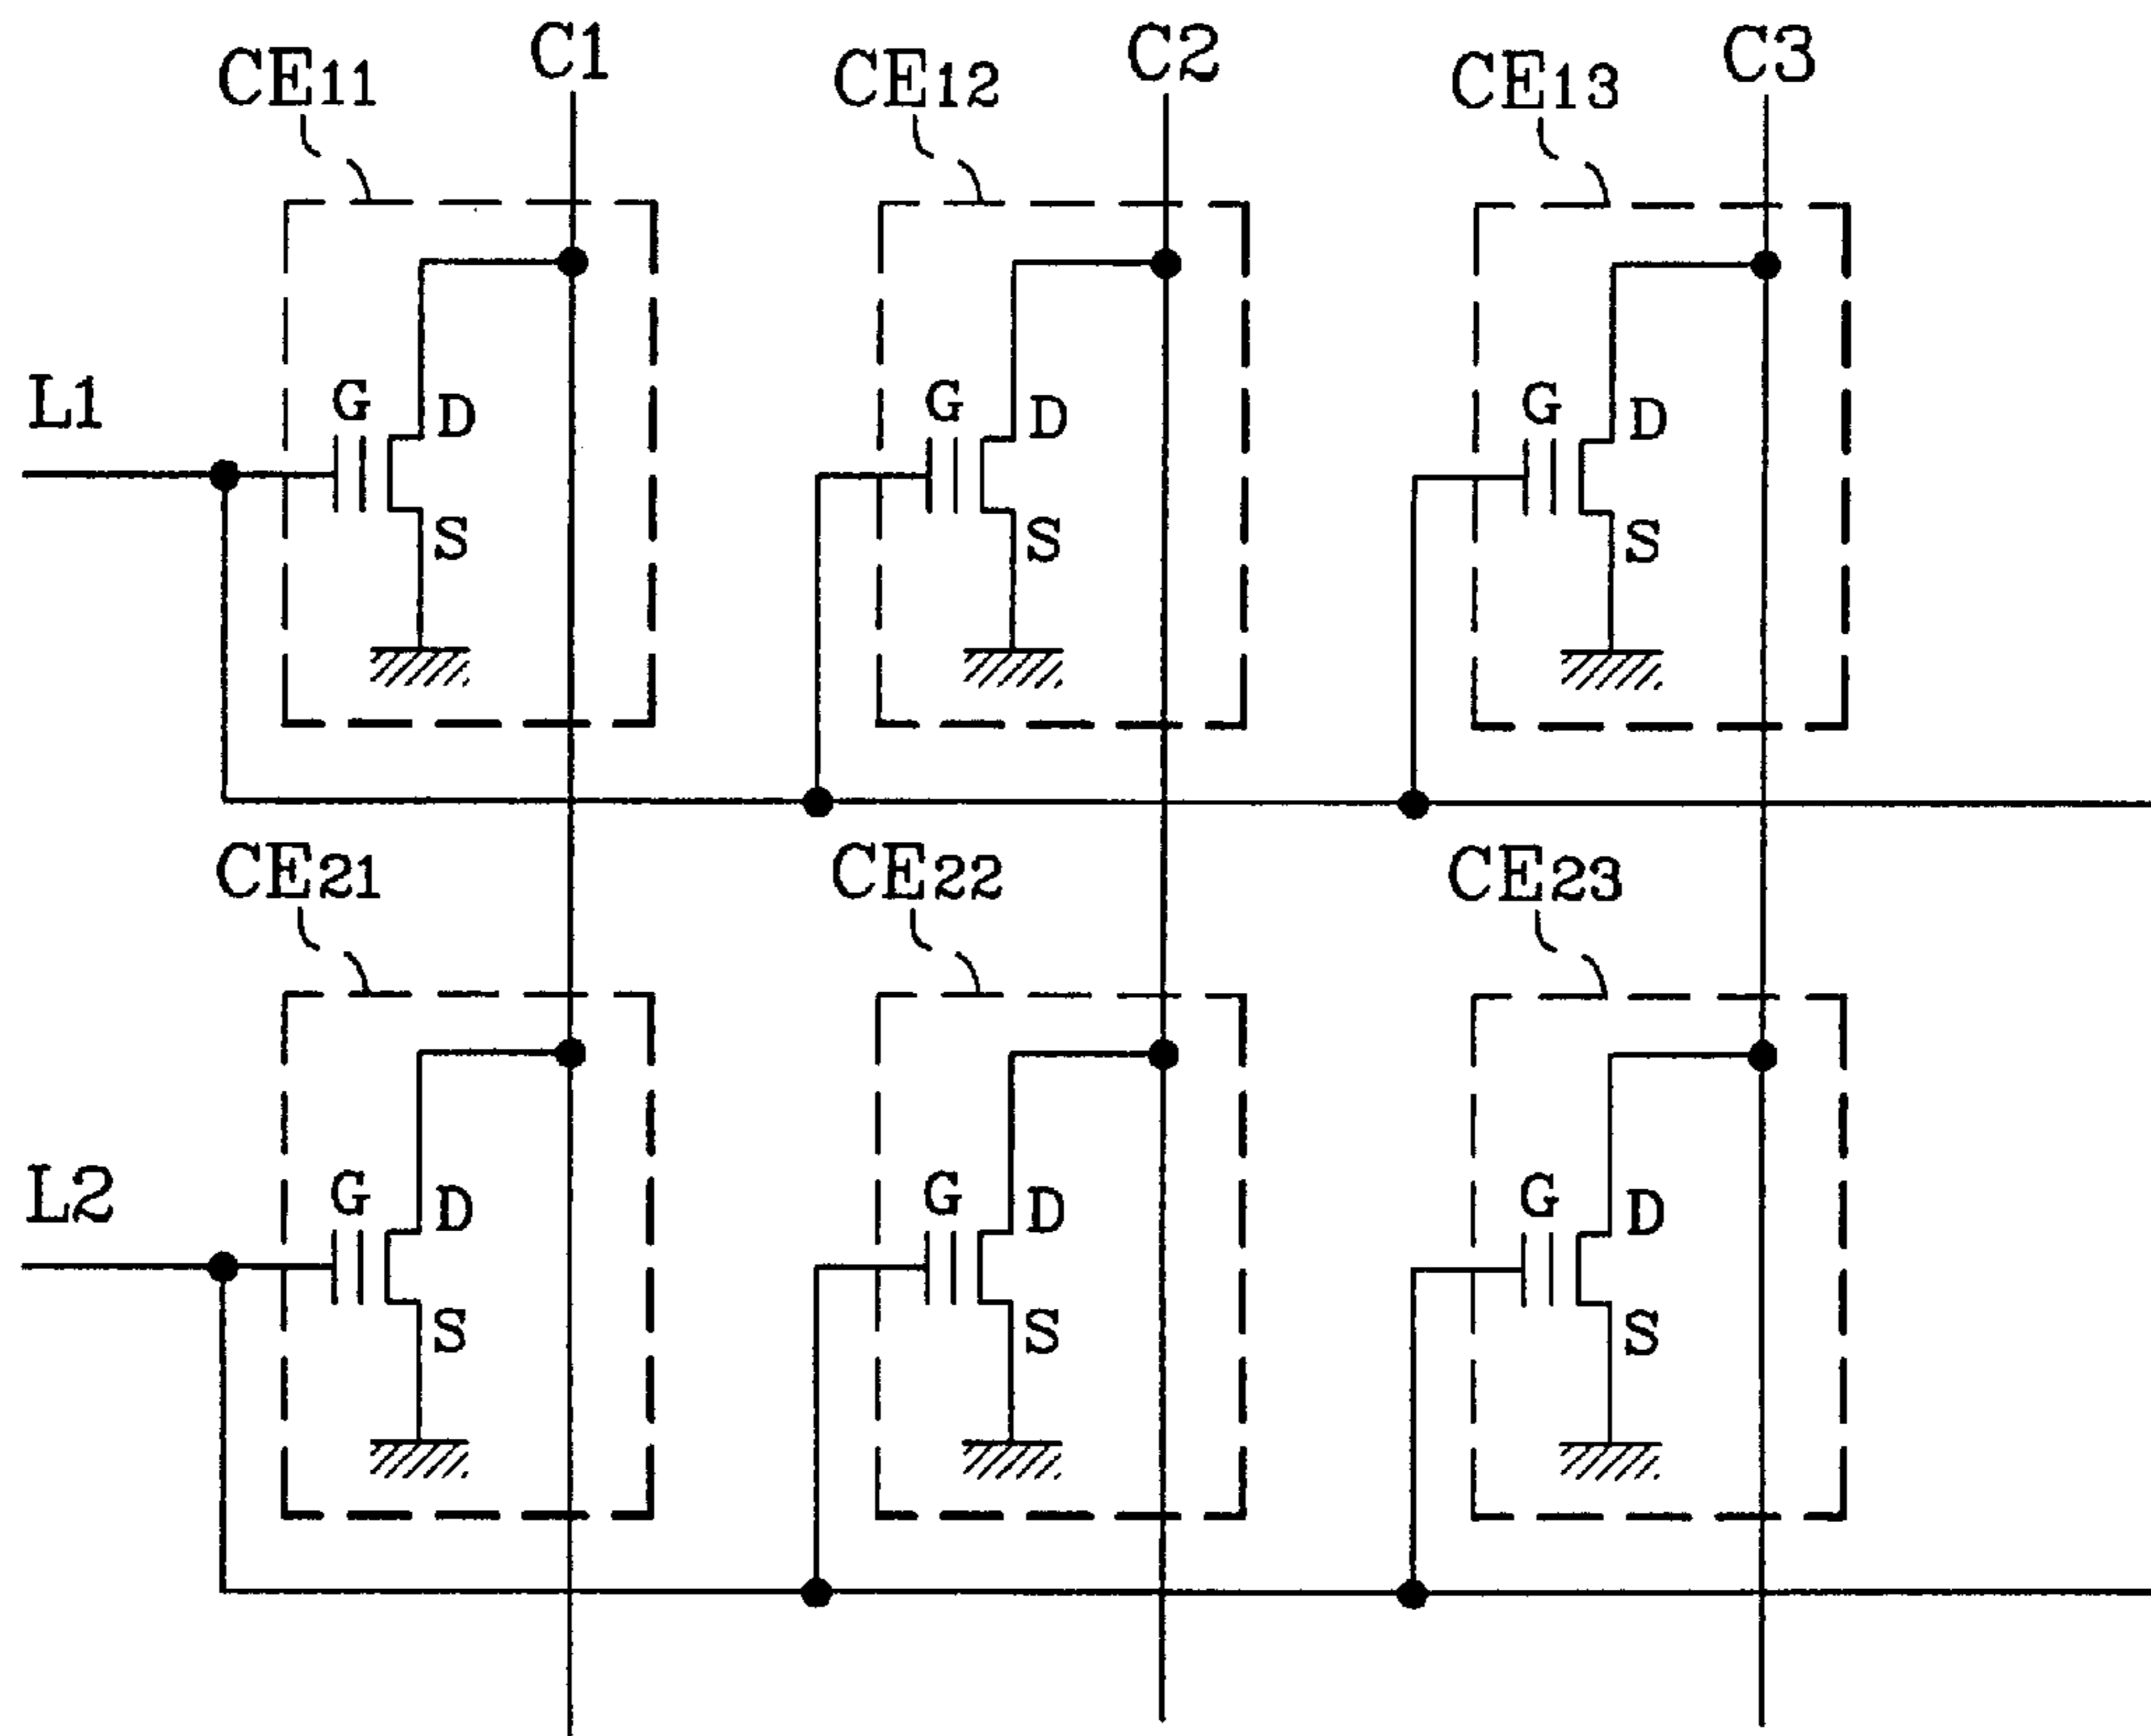 CE11 C1 CE12 C2 CE13 C3
L1 G D G D G D
S S S
CE21 CE22 CE23
L2 G D G D G D
S S S